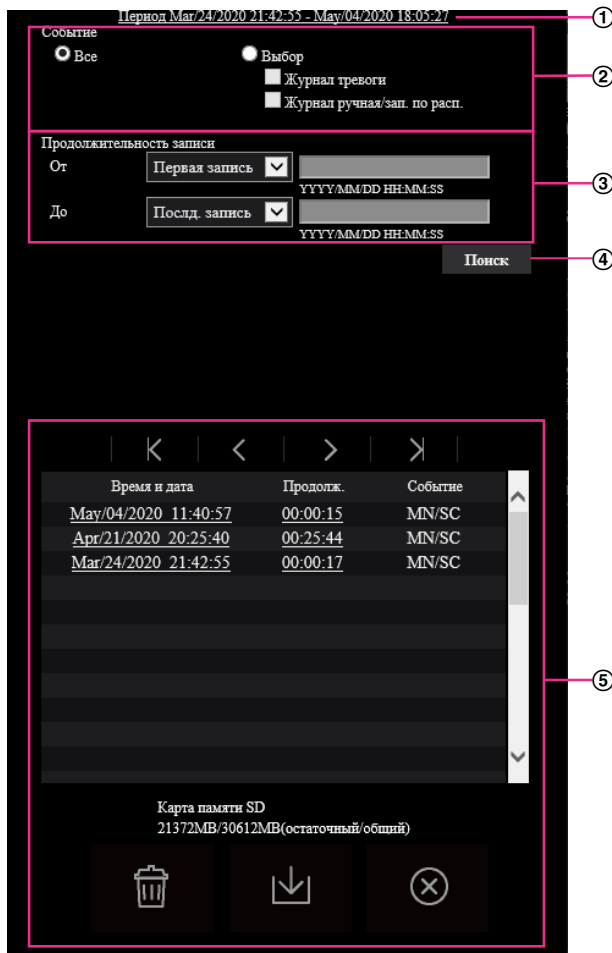 Период Mar/24/2020 21:42:55 - May/04/2020 18:05:27
①
Событие
Все
Выбор
②
Журнал тревоги
Журнал ручная/зап. по расп.
Продолжительность записи
От
Первая запись
③
YYYY/MM/DD HH:MM:SS
До
Послд. запись
YYYY/MM/DD HH:MM:SS
Поиск
④
Время и дата Продолж. Событие
May/04/2020 11:40:57 00:00:15 MN/SC
Apr/21/2020 20:25:40 00:25:44 MN/SC
Mar/24/2020 21:42:55 00:00:17 MN/SC
⑤
Карта памяти SD
21372MB/30612MB(остаточный/общий)